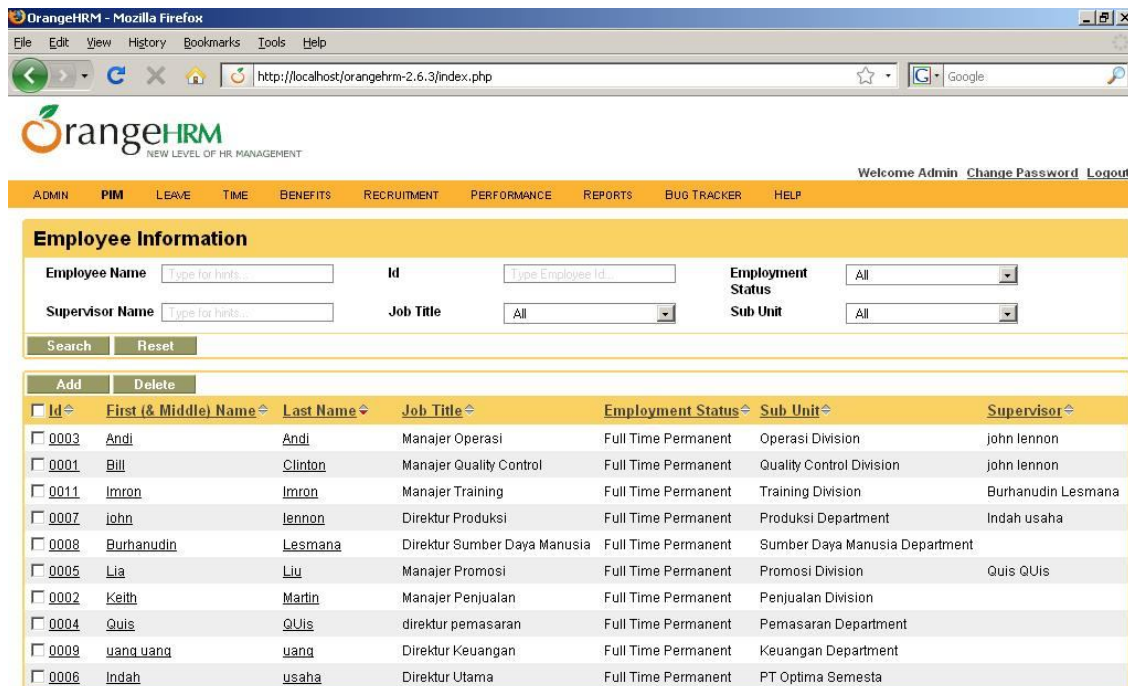 OrangeHRM - Mozilla Firefox
File Edit View History Bookmarks Tools Help
http://localhost/orangehrm-2.6.3/index.php
G Google
OrangeHRM
NEW LEVEL OF HR MANAGEMENT
Welcome Admin Change Password Logout
ADMIN PIM LEAVE TIME BENEFITS RECRUITMENT PERFORMANCE REPORTS BUG TRACKER HELP
Employee Information
Employee Name Type for hints... Id Type Employee Id... Employment Status All
Supervisor Name Type for hints... Job Title All Sub Unit All
Search Reset
Add Delete
Id First (& Middle) Name Last Name Job Title Employment Status Sub Unit Supervisor
0003 Andi Andi Manajer Operasi Full Time Permanent Operasi Division john lennon
0001 Bill Clinton Manajer Quality Control Full Time Permanent Quality Control Division john lennon
0011 Imron Imron Manajer Training Full Time Permanent Training Division Burhanudin Lesmana
0007 john lennon Direktur Produksi Full Time Permanent Produksi Department Indah usaha
0008 Burhanudin Lesmana Direktur Sumber Daya Manusia Full Time Permanent Sumber Daya Manusia Department
0005 Lia Liu Manajer Promosi Full Time Permanent Promosi Division Quis QUis
0002 Keith Martin Manajer Penjualan Full Time Permanent Penjualan Division
0004 Quis QUis direktur pemasaran Full Time Permanent Pemasaran Department
0009 uang uang uang Direktur Keuangan Full Time Permanent Keuangan Department
0006 Indah usaha Direktur Utama Full Time Permanent PT Optima Semesta